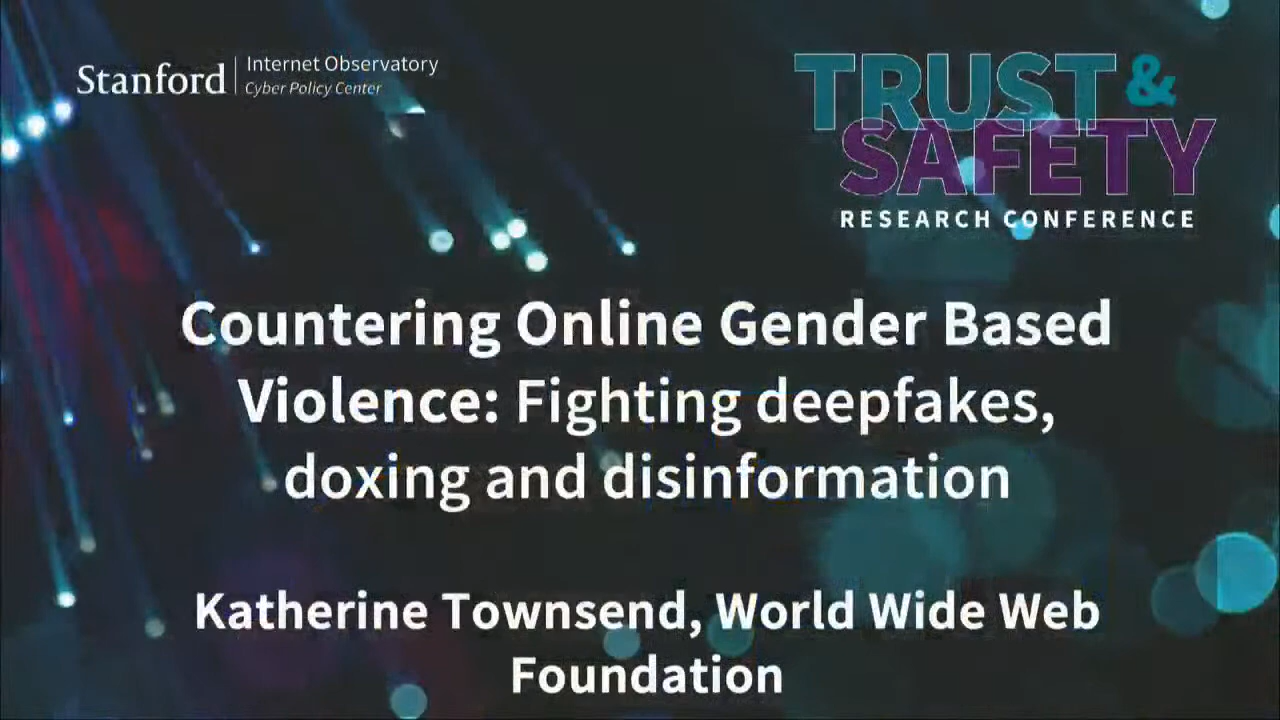 Stanford
Internet Observatory
Cyber Policy Center
TRUST &
SAFETY
RESEARCH CONFERENCE
Countering Online Gender Based
Violence: Fighting deepfakes,
doxing and disinformation
Katherine Townsend, World Wide Web
Foundation